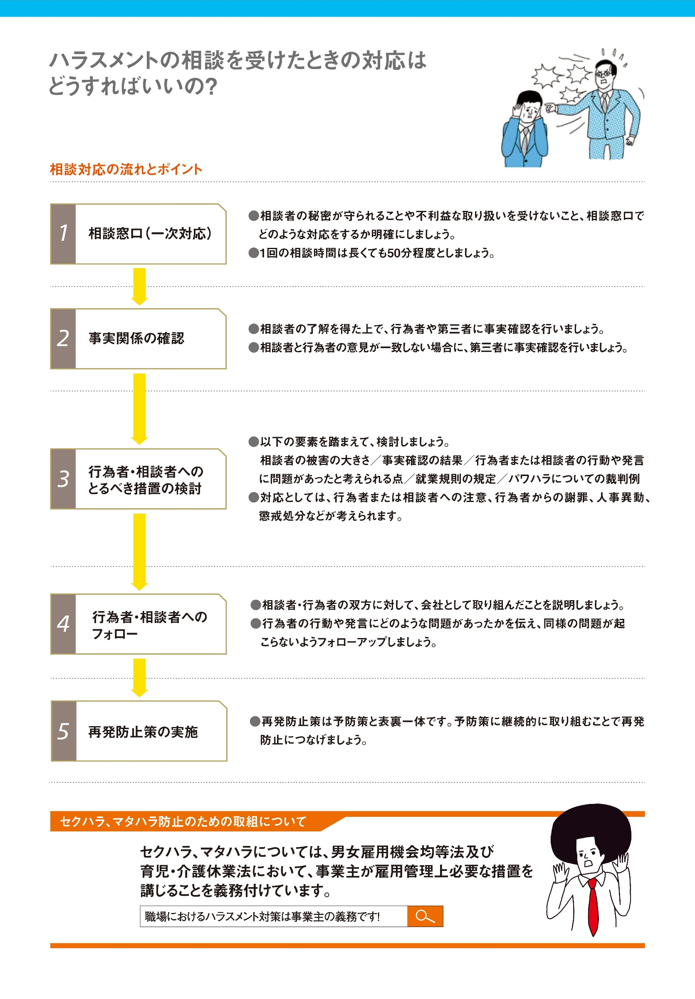 ハラスメントの相談を受けたときの対応は
どうすればいいの？
相談対応の流れとポイント
1
相談窓口（一次対応）
●相談者の秘密が守られることや不利益な取り扱いを受けないこと、相談窓口で
どのような対応をするか明確にしましょう。
●1回の相談時間は長くても50分程度としましょう。
2
事実関係の確認
●相談者の了解を得た上で、行為者や第三者に事実確認を行いましょう。
●相談者と行為者の意見が一致しない場合に、第三者に事実確認を行いましょう。
3
行為者・相談者への
とるべき措置の検討
●以下の要素を踏まえて、検討しましょう。
相談者の被害の大きさ／事実確認の結果／行為者または相談者の行動や発言
に問題があったと考えられる点／就業規則の規定／パワハラについての裁判例
●対応としては、行為者または相談者への注意、行為者からの謝罪、人事異動、
懲戒処分などが考えられます。
4
行為者・相談者への
フォロー
●相談者・行為者の双方に対して、会社として取り組んだことを説明しましょう。
●行為者の行動や発言にどのような問題があったかを伝え、同様の問題が起
こらないようフォローアップしましょう。
5
再発防止策の実施
●再発防止策は予防策と表裏一体です。予防策に継続的に取り組むことで再発
防止につなげましょう。
セクハラ、マタハラ防止のための取組について
セクハラ、マタハラについては、男女雇用機会均等法及び
育児・介護休業法において、事業主が雇用管理上必要な措置を
講じることを義務付けています。
職場におけるハラスメント対策は事業主の義務です！